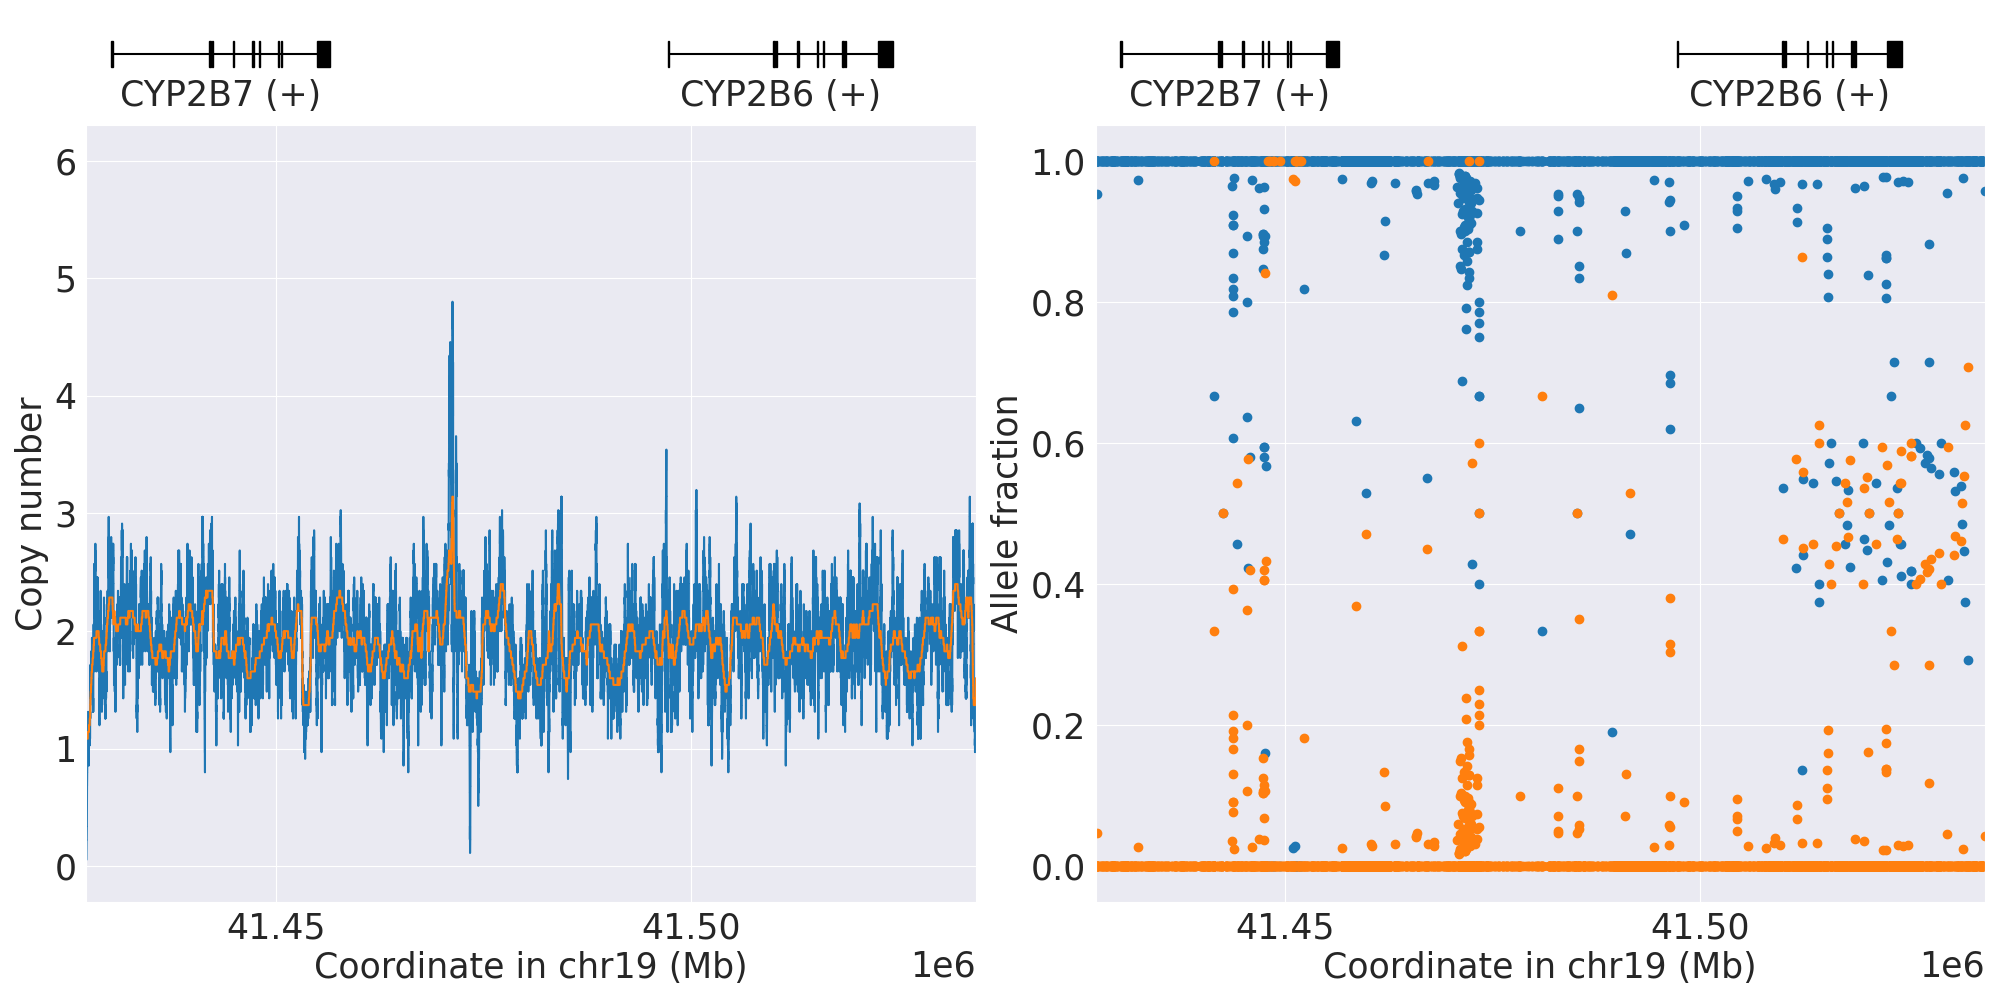 CYP2B7 (+) CYP2B6 (+)
6
5
4
3
2
1
0
Copy number
41.45 41.50
Coordinate in chr19 (Mb) 1e6
CYP2B7 (+) CYP2B6 (+)
1.0
0.8
0.6
0.4
0.2
0.0
Allele fraction
41.45 41.50
Coordinate in chr19 (Mb) 1e6